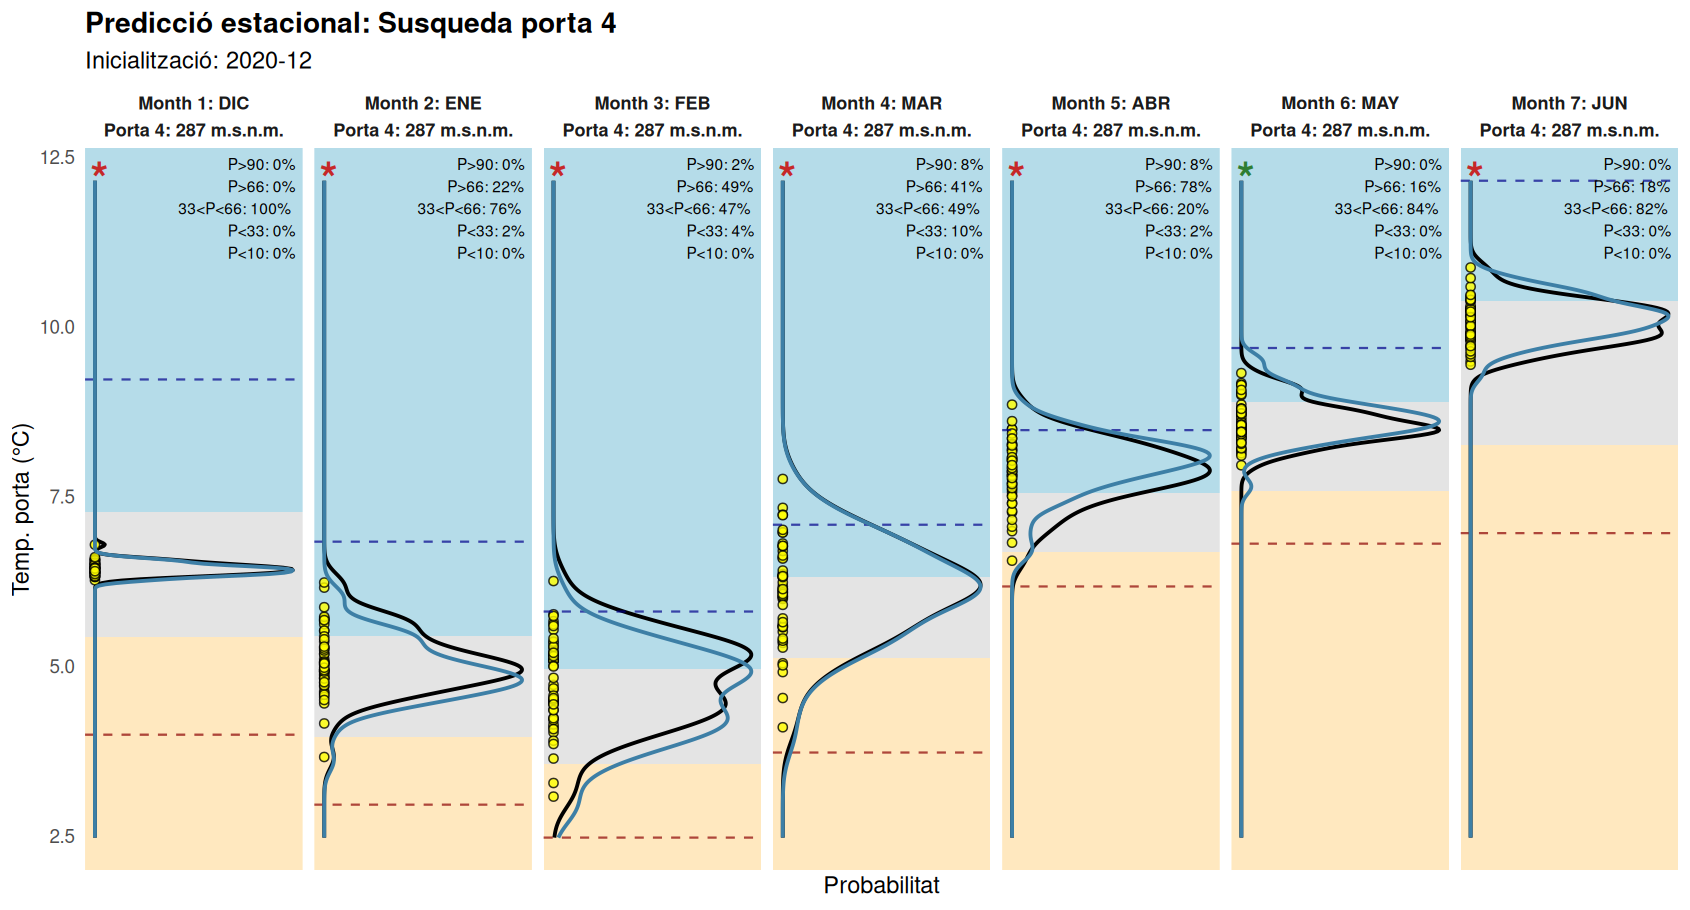 Predicció estacional: Susqueda porta 4
Inicialització: 2020-12
Month 1: DIC
Porta 4: 287 m.s.n.m.
Month 2: ENE
Porta 4: 287 m.s.n.m.
Month 3: FEB
Porta 4: 287 m.s.n.m.
Month 4: MAR
Porta 4: 287 m.s.n.m.
Month 5: ABR
Porta 4: 287 m.s.n.m.
Month 6: MAY
Porta 4: 287 m.s.n.m.
Month 7: JUN
Porta 4: 287 m.s.n.m.
Temp. porta (°C)
12.5
10.0
7.5
5.0
2.5
*
P>90: 0%
P>66: 0%
33<P<66: 100%
P<33: 0%
P<10: 0%
*
P>90: 0%
P>66: 22%
33<P<66: 76%
P<33: 2%
P<10: 0%
*
P>90: 2%
P>66: 49%
33<P<66: 47%
P<33: 4%
P<10: 0%
*
P>90: 8%
P>66: 41%
33<P<66: 49%
P<33: 10%
P<10: 0%
*
P>90: 8%
P>66: 78%
33<P<66: 20%
P<33: 2%
P<10: 0%
*
P>90: 0%
P>66: 16%
33<P<66: 84%
P<33: 0%
P<10: 0%
*
P>90: 0%
P>66: 18%
33<P<66: 82%
P<33: 0%
P<10: 0%
Probabilitat